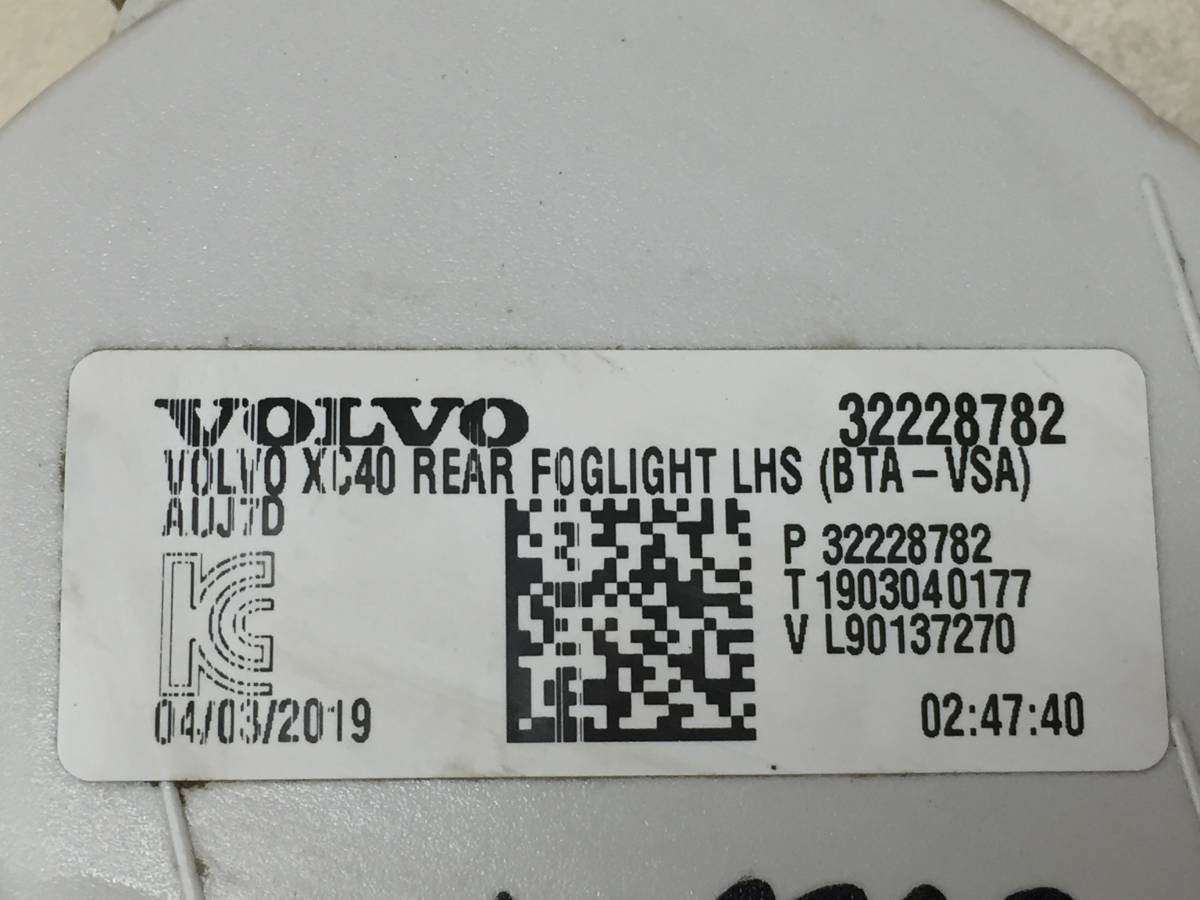 VOLVO 32228782
VOLVO XC40 REAR FOGLIGHT LHS (BTA-VSA)
AUJ7D
P 32228782
T 1903040177
V L90137270
KC
04/03/2019
02:47:40